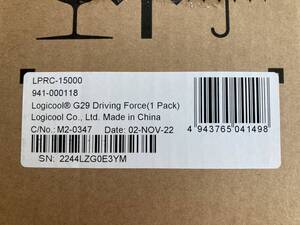 LPRC-15000
941-000118
Logicool® G29 Driving Force(1 Pack)
Logicool Co., Ltd. Made in China
C/No.: M2-0347 Date: 02-NOV-22
4 943765 041498
SN: 2244LZG0E3YM